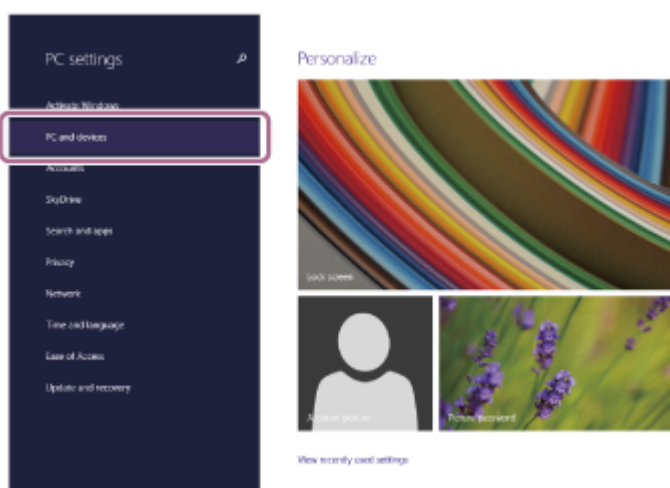 PC settings
Activate Windows
PC and devices
Accounts
SkyDrive
Search and apps
Privacy
Network
Time and language
Ease of Access
Update and recovery
Personalize
Lock screen
Account picture
Picture password
View recently used settings